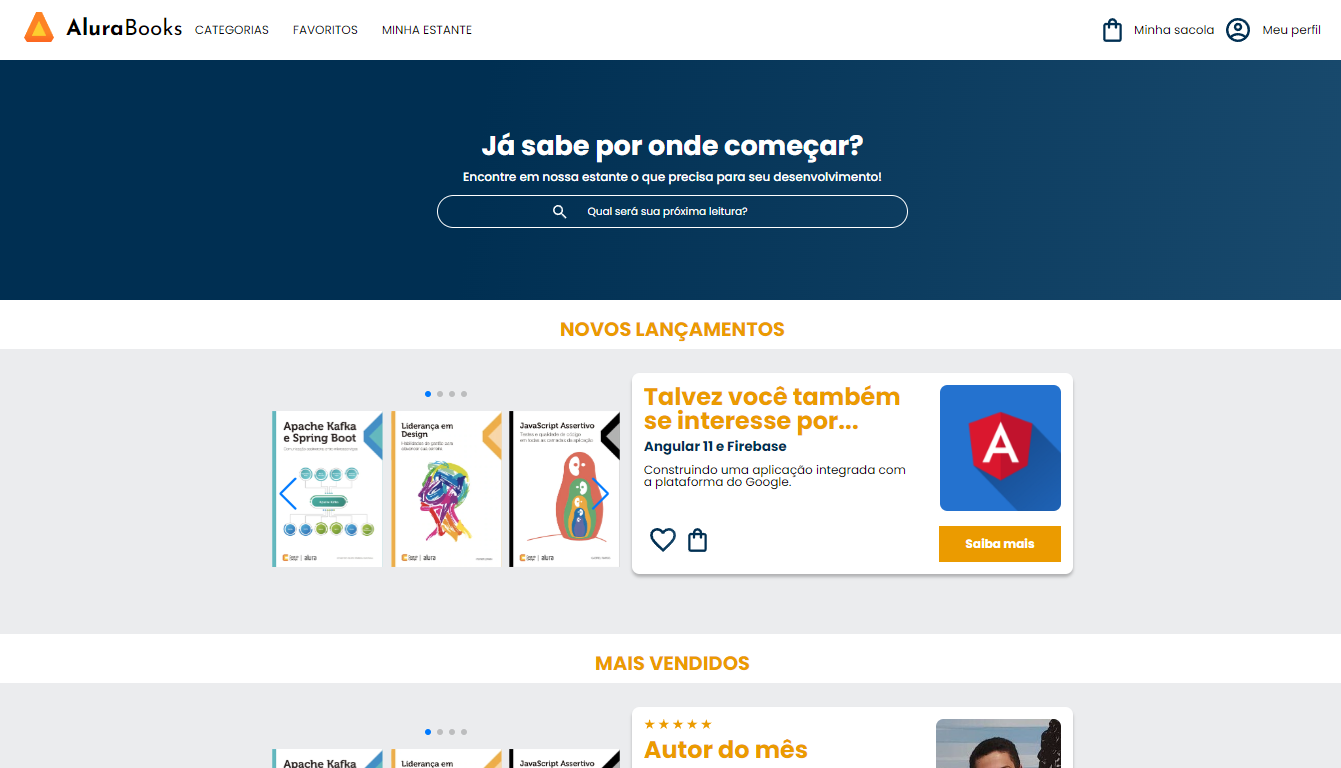 AluraBooks
CATEGORIAS
FAVORITOS
MINHA ESTANTE
Minha sacola
Meu perfil
Já sabe por onde começar?
Encontre em nossa estante o que precisa para seu desenvolvimento!
Qual será sua próxima leitura?
NOVOS LANÇAMENTOS
Apache Kafka
e Spring Boot
alura
Liderança em
Design
alura
JavaScript Assertivo
alura
Talvez você também
se interesse por...
Angular 11 e Firebase
Construindo uma aplicação integrada com
a plataforma do Google.
A
Saiba mais
MAIS VENDIDOS
Apache Kafka
Liderança em
JavaScript Assertivo
Autor do mês